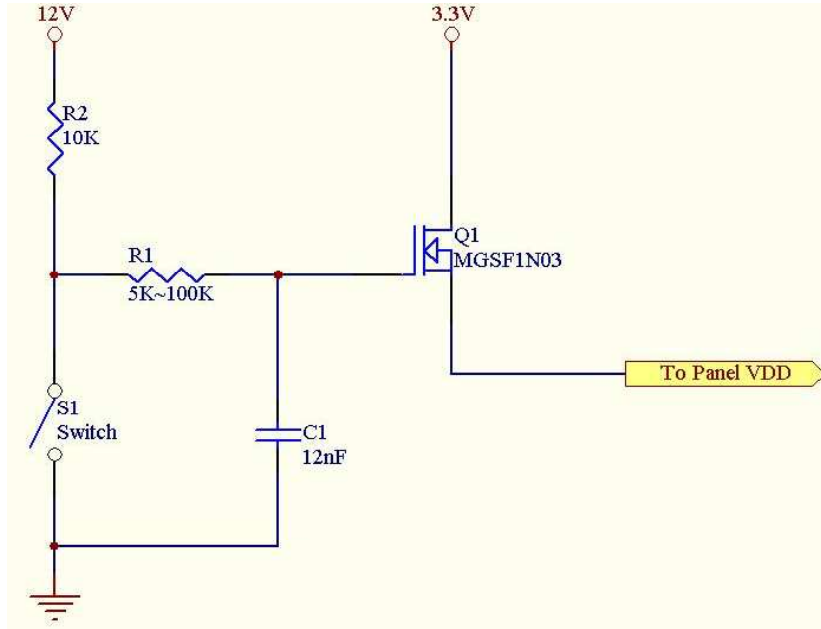 12V
3.3V
R2
10K
R1
5K~100K
Q1
MGSF1N03
To Panel VDD
S1
Switch
C1
12nF